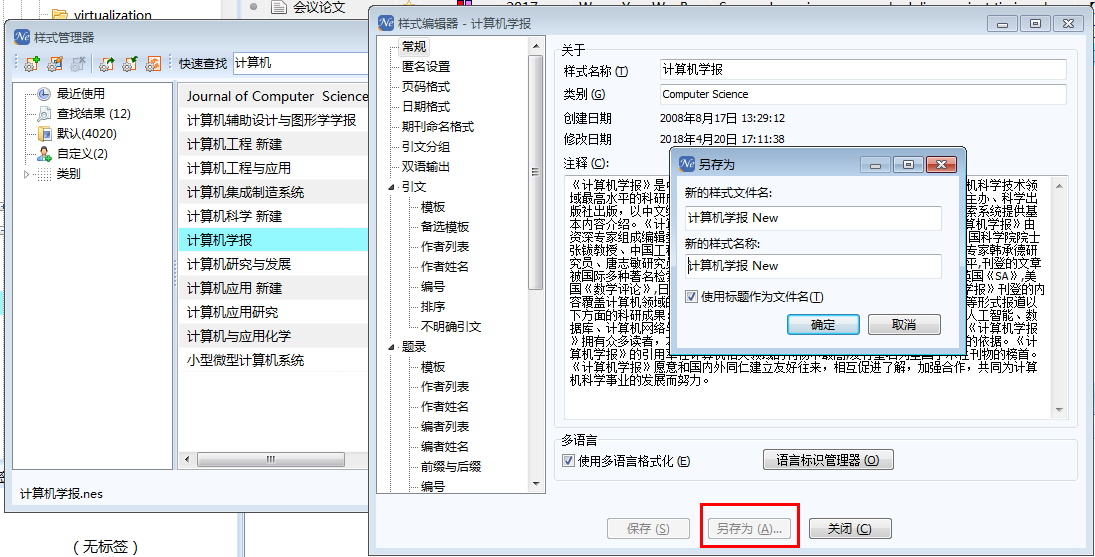 virtualization
会议论文
样式管理器
快速查找
计算机
最近使用
查找结果 (12)
默认(4020)
自定义(2)
类别
Journal of Computer Science
计算机辅助设计与图形学学报
计算机工程 新建
计算机工程与应用
计算机集成制造系统
计算机科学 新建
计算机学报
计算机研究与发展
计算机应用 新建
计算机应用研究
计算机与应用化学
小型微型计算机系统
计算机学报.nes
(无标签)
样式编辑器 - 计算机学报
常规
匿名设置
页码格式
日期格式
期刊命名格式
引文分组
双语输出
引文
模板
备选模板
作者列表
作者姓名
编号
排序
不明确引文
题录
模板
作者列表
作者姓名
编者列表
编者姓名
前缀与后缀
编号
关于
样式名称 (T)
计算机学报
类别 (G)
Computer Science
创建日期
2008年8月17日 13:29:12
修改日期
2018年4月20日 17:11:38
注释 (C):
《计算机学报》是
机科学技术领
域最高水平的科研
主办、科学出
版社出版，以中文
索系统提供基
本内容介绍。《计
算机学报》由
资深专家组成编辑
国科学院院士
张钹教授、中国工
专家韩承德研
究员、唐志敏研究
平,刊登的文章
被国际多种著名检
国《SA》,美
国《数学评论》,日
学报》刊登的内
容覆盖计算机领域的
等形式报道以
下方面的科研成果
人工智能、数
据库、计算机网络
《计算机学报
》拥有众多读者，
的依据。《计
算机学报》的引用率在计算机相关领域的刊物中最高
刊物的榜首。
《计算机学报》愿意和国内外同仁建立友好往来，相互促进了解，加强合作，共同为计算
机科学事业的发展而努力。
另存为
新的样式文件名:
计算机学报 New
新的样式名称:
计算机学报 New
使用标题作为文件名(T)
确定
取消
多语言
使用多语言格式化 (E)
语言标识管理器 (O)
保存 (S)
另存为 (A)...
关闭 (C)